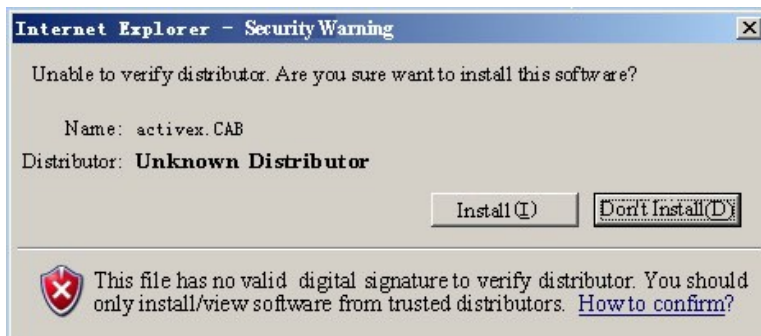 Internet Explorer - Security Warning
Unable to verify distributor. Are you sure want to install this software?
Name: activex.CAB
Distributor: Unknown Distributor
Install(I) Don't Install(D)
This file has no valid digital signature to verify distributor. You should
only install/view software from trusted distributors. How to confirm?